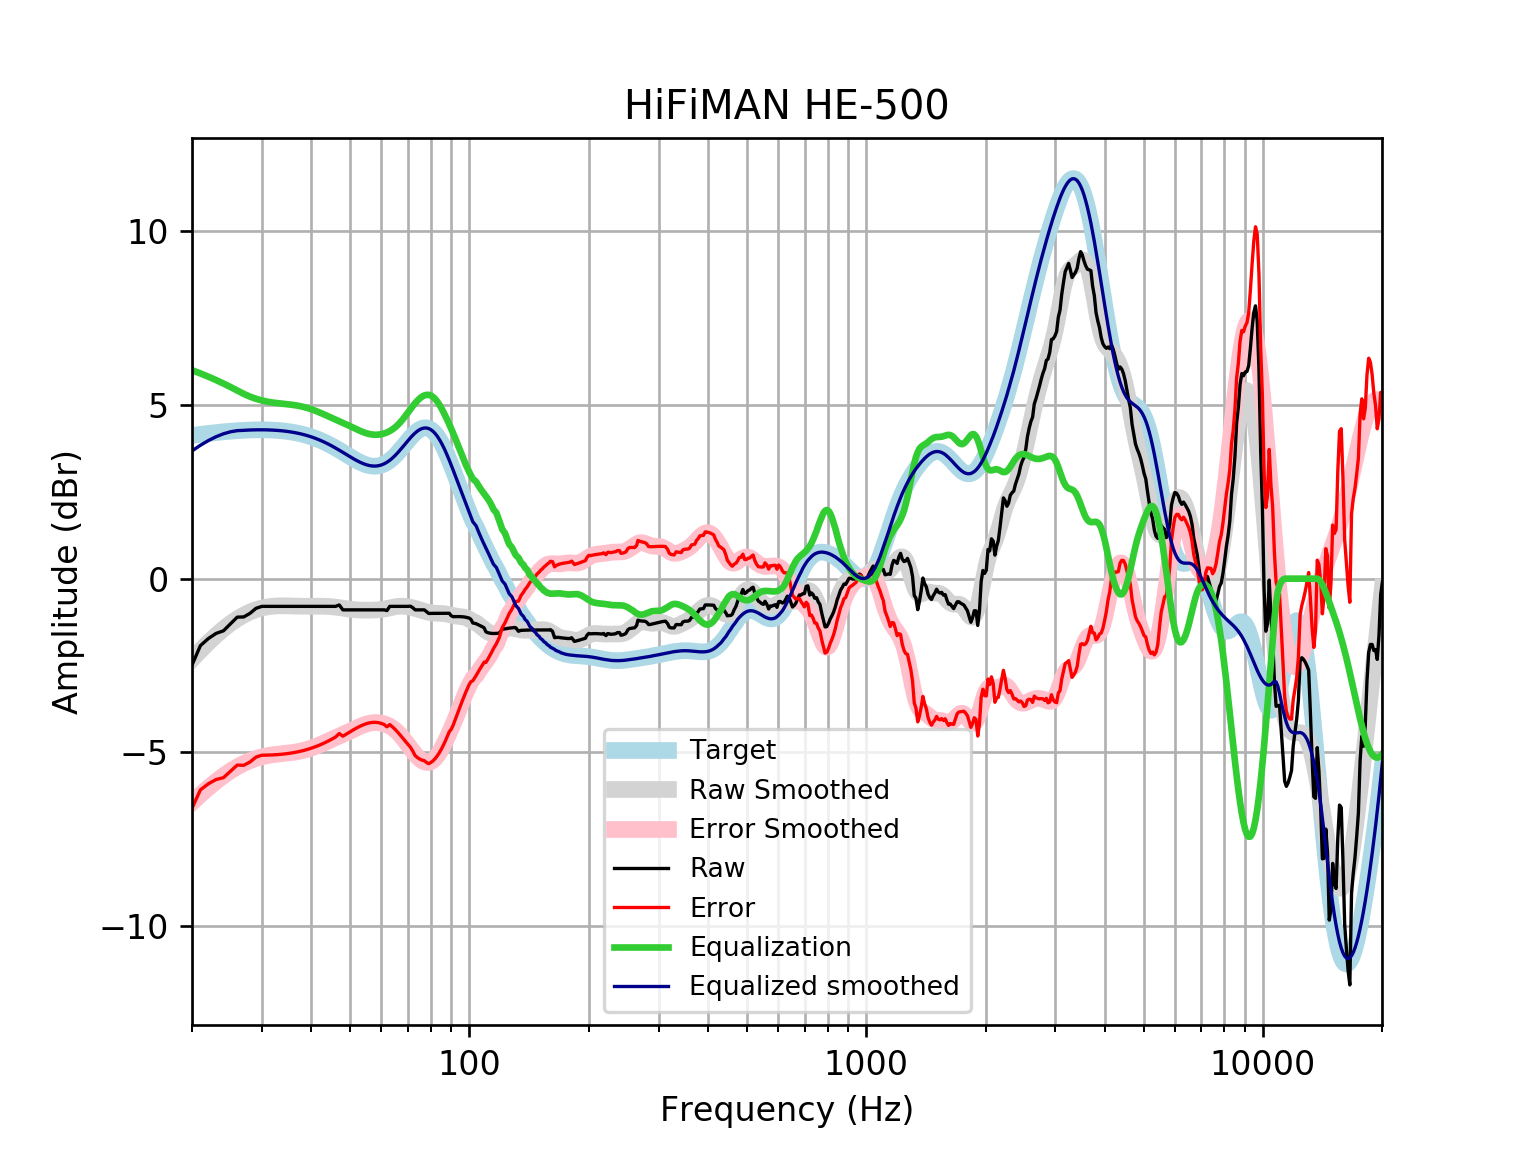 HiFiMAN HE-500
Amplitude (dBr)
10
5
0
−5
−10
Target
Raw Smoothed
Error Smoothed
Raw
Error
Equalization
Equalized smoothed
100
1000
10000
Frequency (Hz)